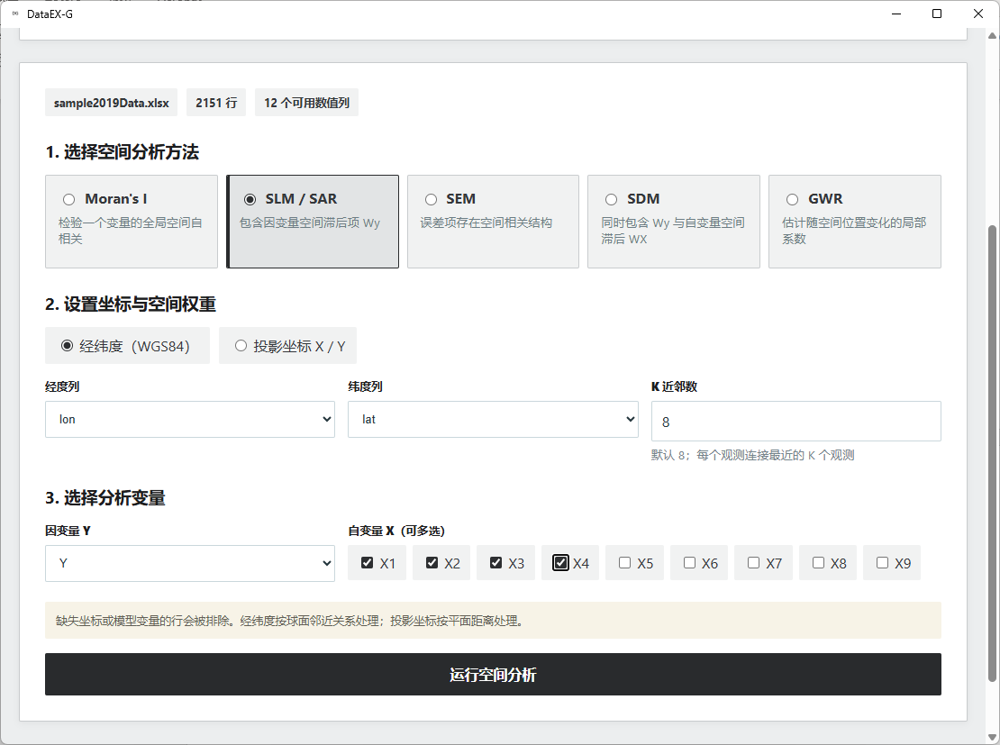 DataEX-G
sample2019Data.xlsx
2151 行
12 个可用数值列
1. 选择空间分析方法
Moran's I
检验一个变量的全局空间自
相关
SLM / SAR
包含因变量空间滞后项 Wy
SEM
误差项存在空间相关结构
SDM
同时包含 Wy 与自变量空间
滞后 WX
GWR
估计随空间位置变化的局部
系数
2. 设置坐标与空间权重
经纬度（WGS84）
投影坐标 X / Y
经度列
lon
纬度列
lat
K 近邻数
8
默认 8；每个观测连接最近的 K 个观测
3. 选择分析变量
因变量 Y
Y
自变量 X（可多选）
X1
X2
X3
X4
X5
X6
X7
X8
X9
缺失坐标或模型变量的行会被排除。经纬度按球面邻近关系处理；投影坐标按平面距离处理。
运行空间分析